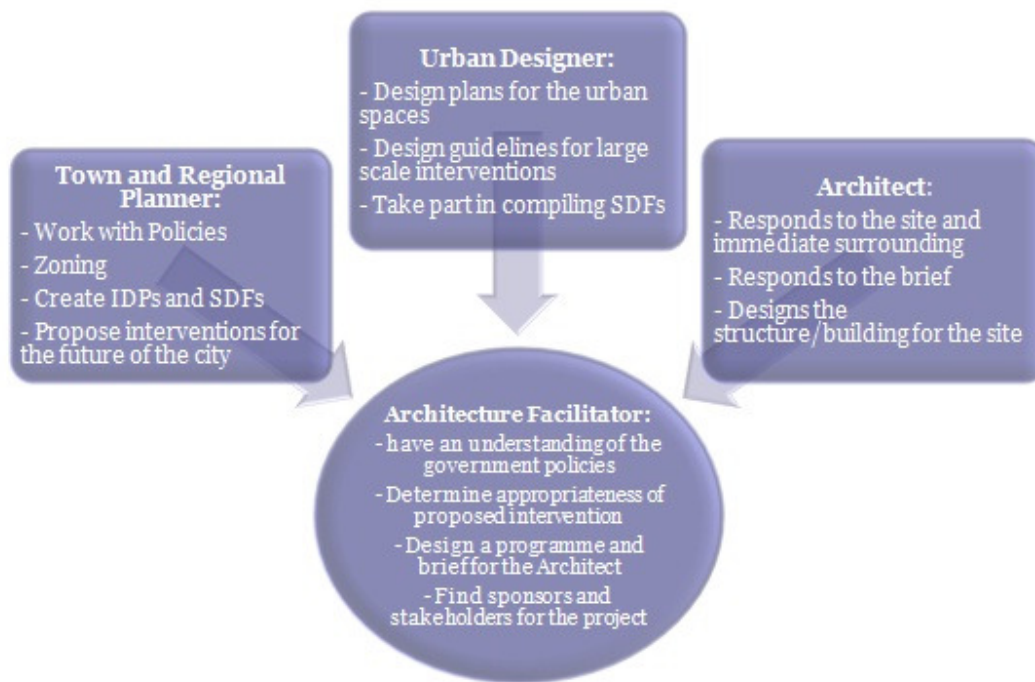 Town and Regional
Planner:
- Work with Policies
- Zoning
- Create IDPs and SDFs
- Propose interventions for
the future of the city
Urban Designer:
- Design plans for the urban
spaces
- Design guidelines for large
scale interventions
- Take part in compiling SDFs
Architect:
- Responds to the site and
immediate surrounding
- Responds to the brief
- Designs the
structure/building for the site
Architecture Facilitator:
- have an understanding of the
government policies
- Determine appropriateness of
proposed intervention
- Design a programme and
brief for the Architect
- Find sponsors and
stakeholders for the project